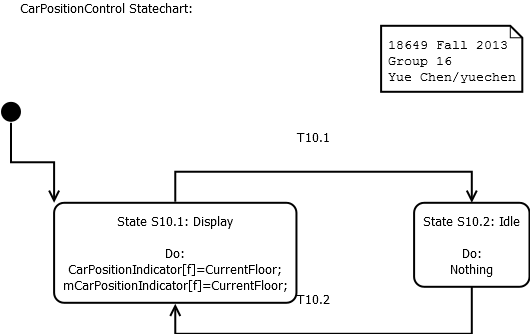 CarPositionControl Statechart:
18649 Fall 2013
Group 16
Yue Chen/yuechen
T10.1
State S10.1: Display
Do:
CarPositionIndicator[f]=CurrentFloor;
mCarPositionIndicator[f]=CurrentFloor;
State S10.2: Idle
Do:
Nothing
T10.2